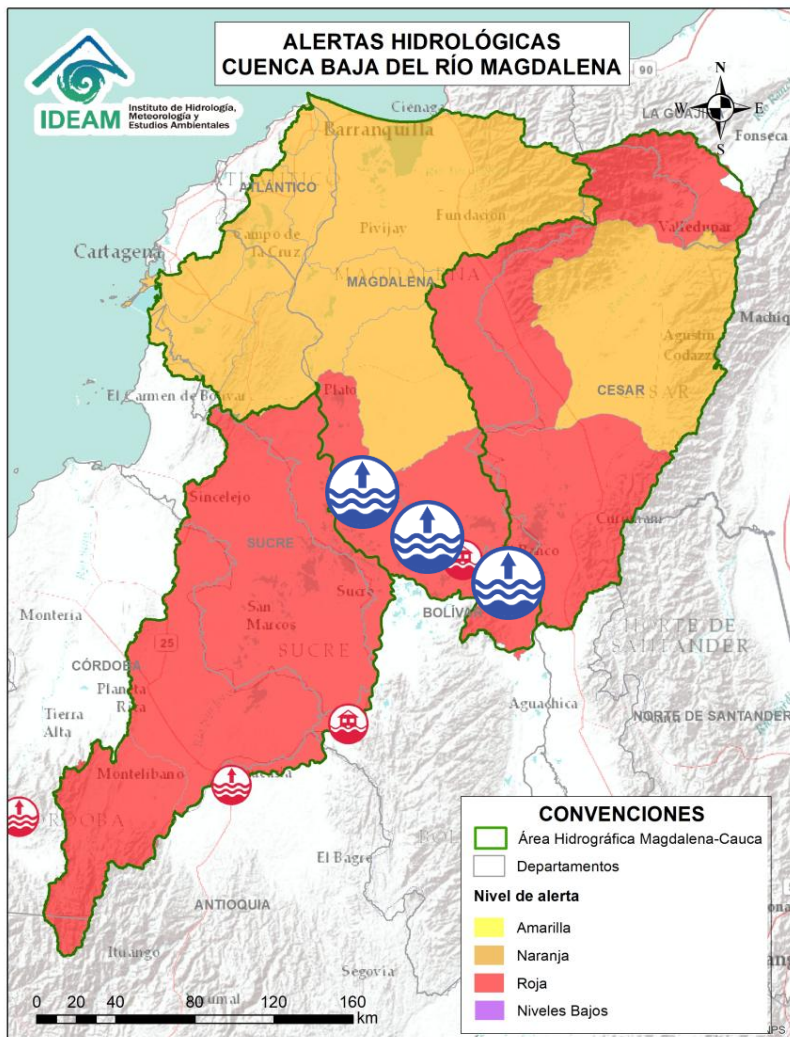 ALERTAS HIDROLÓGICAS
CUENCA BAJA DEL RÍO MAGDALENA
IDEAM
Instituto de Hidrología,
Meteorología y
Estudios Ambientales
N
W
E
S
90
Ciénaga
LA GUAJIRA
Barranquilla
Fonseca
ATLÁNTICO
Valledupar
Pivijay
Fundación
Campo de
la Cruz
Cartagena
MAGDALENA
MAGDALENA
Agustín
Codazzi
El Carmen de Bolívar
Plato
CESAR
Sincelejo
SUCRE
Sucre
San
Marcos
SUCRE
BOLÍVAR
Montería
25
CÓRDOBA
Planeta
Rica
Tierra
Alta
NORTE DE
SANTANDER
Aguachica
NORTE DE SANTANDER
Montelibano
El Bagre
ANTIOQUIA
Ituango
Segovia
CONVENCIONES
Área Hidrográfica Magdalena-Cauca
Departamentos
Nivel de alerta
Amarilla
Naranja
Roja
Niveles Bajos
0 20 40 80 120 160
km